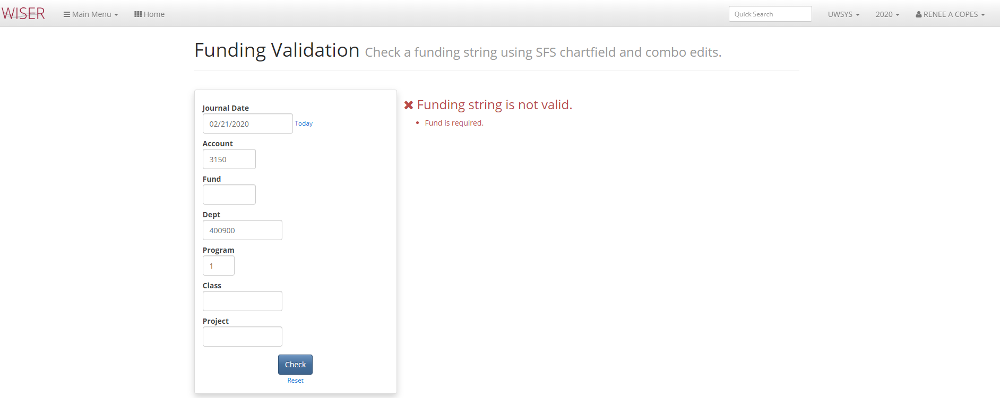 WISER Main Menu Home Quick Search UWSYS 2020 RENEE A COPES
Funding Validation Check a funding string using SFS chartfield and combo edits.
Journal Date
02/21/2020 Today
Account
3150
Fund
Dept
400900
Program
1
Class
Project
Check
Reset
Funding string is not valid.
• Fund is required.